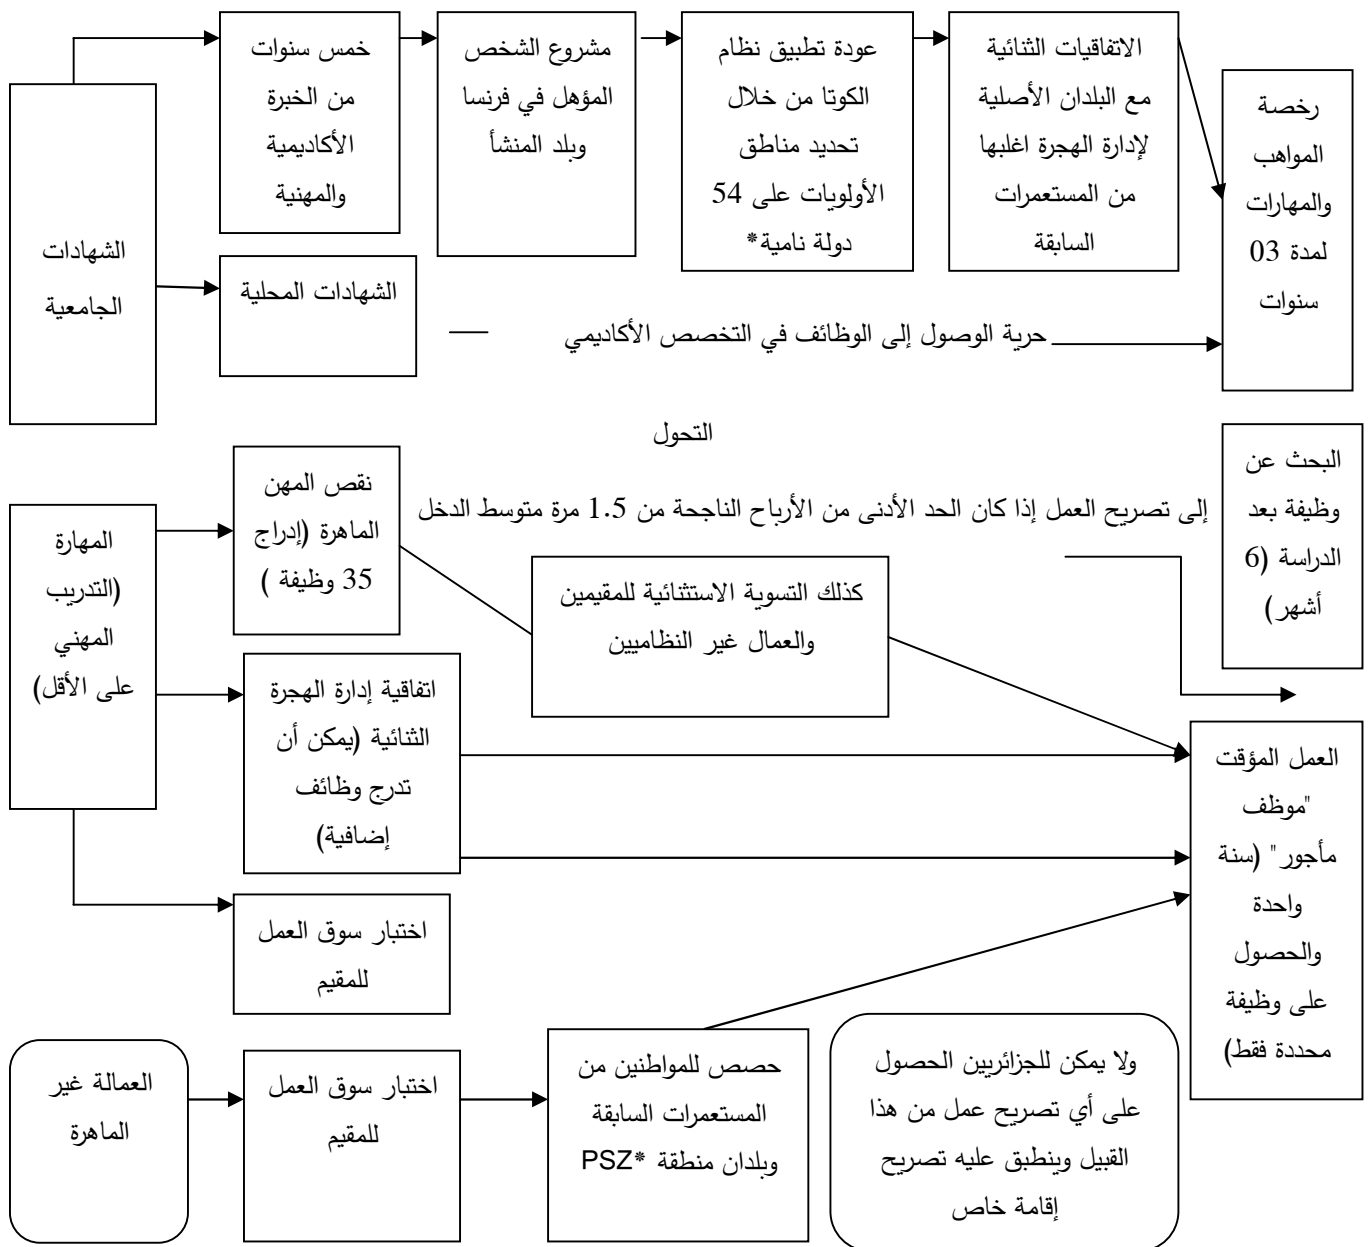 الشهادات
الجامعية
خمس سنوات
من الخبرة
الأكاديمية
والمهنية
مشروع الشخص
المؤهل في فرنسا
وبلد المنشأ
عودة تطبيق نظام
الكوتا من خلال
تحديد مناطق
الأولويات على 54
دولة نامية*
الاتفاقيات الثنائية
مع البلدان الأصلية
لإدارة الهجرة اغلبها
من المستعمرات
السابقة
رخصة
المواهب
والمهارات
لمدة 03
سنوات
الشهادات المحلية
حرية الوصول إلى الوظائف في التخصص الأكاديمي
التحول
إلى تصريح العمل إذا كان الحد الأدنى من الأرباح الناجحة من 1.5 مرة متوسط الدخل
البحث عن
وظيفة بعد
الدراسة (6
أشهر)
المهارة
(التدريب
المهني
على الأقل)
نقص المهن
الماهرة (إدراج
35 وظيفة )
كذلك التسوية الاستثنائية للمقيمين
والعمال غير النظاميين
اتفاقية إدارة الهجرة
الثنائية (يمكن أن
تدرج وظائف
إضافية)
العمل المؤقت
"موظف
مأجور" (سنة
واحدة
والحصول
على وظيفة
محددة فقط)
اختبار سوق العمل
للمقيم
العمالة غير
الماهرة
اختبار سوق العمل
للمقيم
حصص للمواطنين من
المستعمرات السابقة
وبلدان منطقة *PSZ
ولا يمكن للجزائريين الحصول
على أي تصريح عمل من هذا
القبيل وينطبق عليه تصريح
إقامة خاص